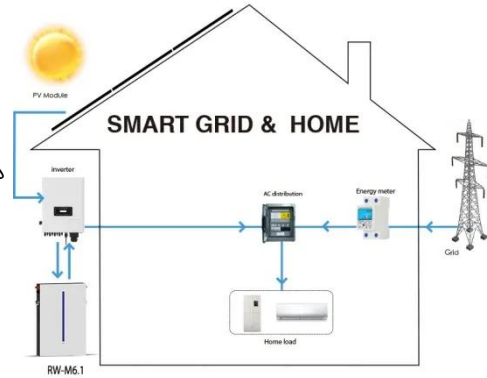 PV Module
SMART GRID & HOME
inverter
AC distribution
Energy meter
Grid
Home load
RW-M6.1